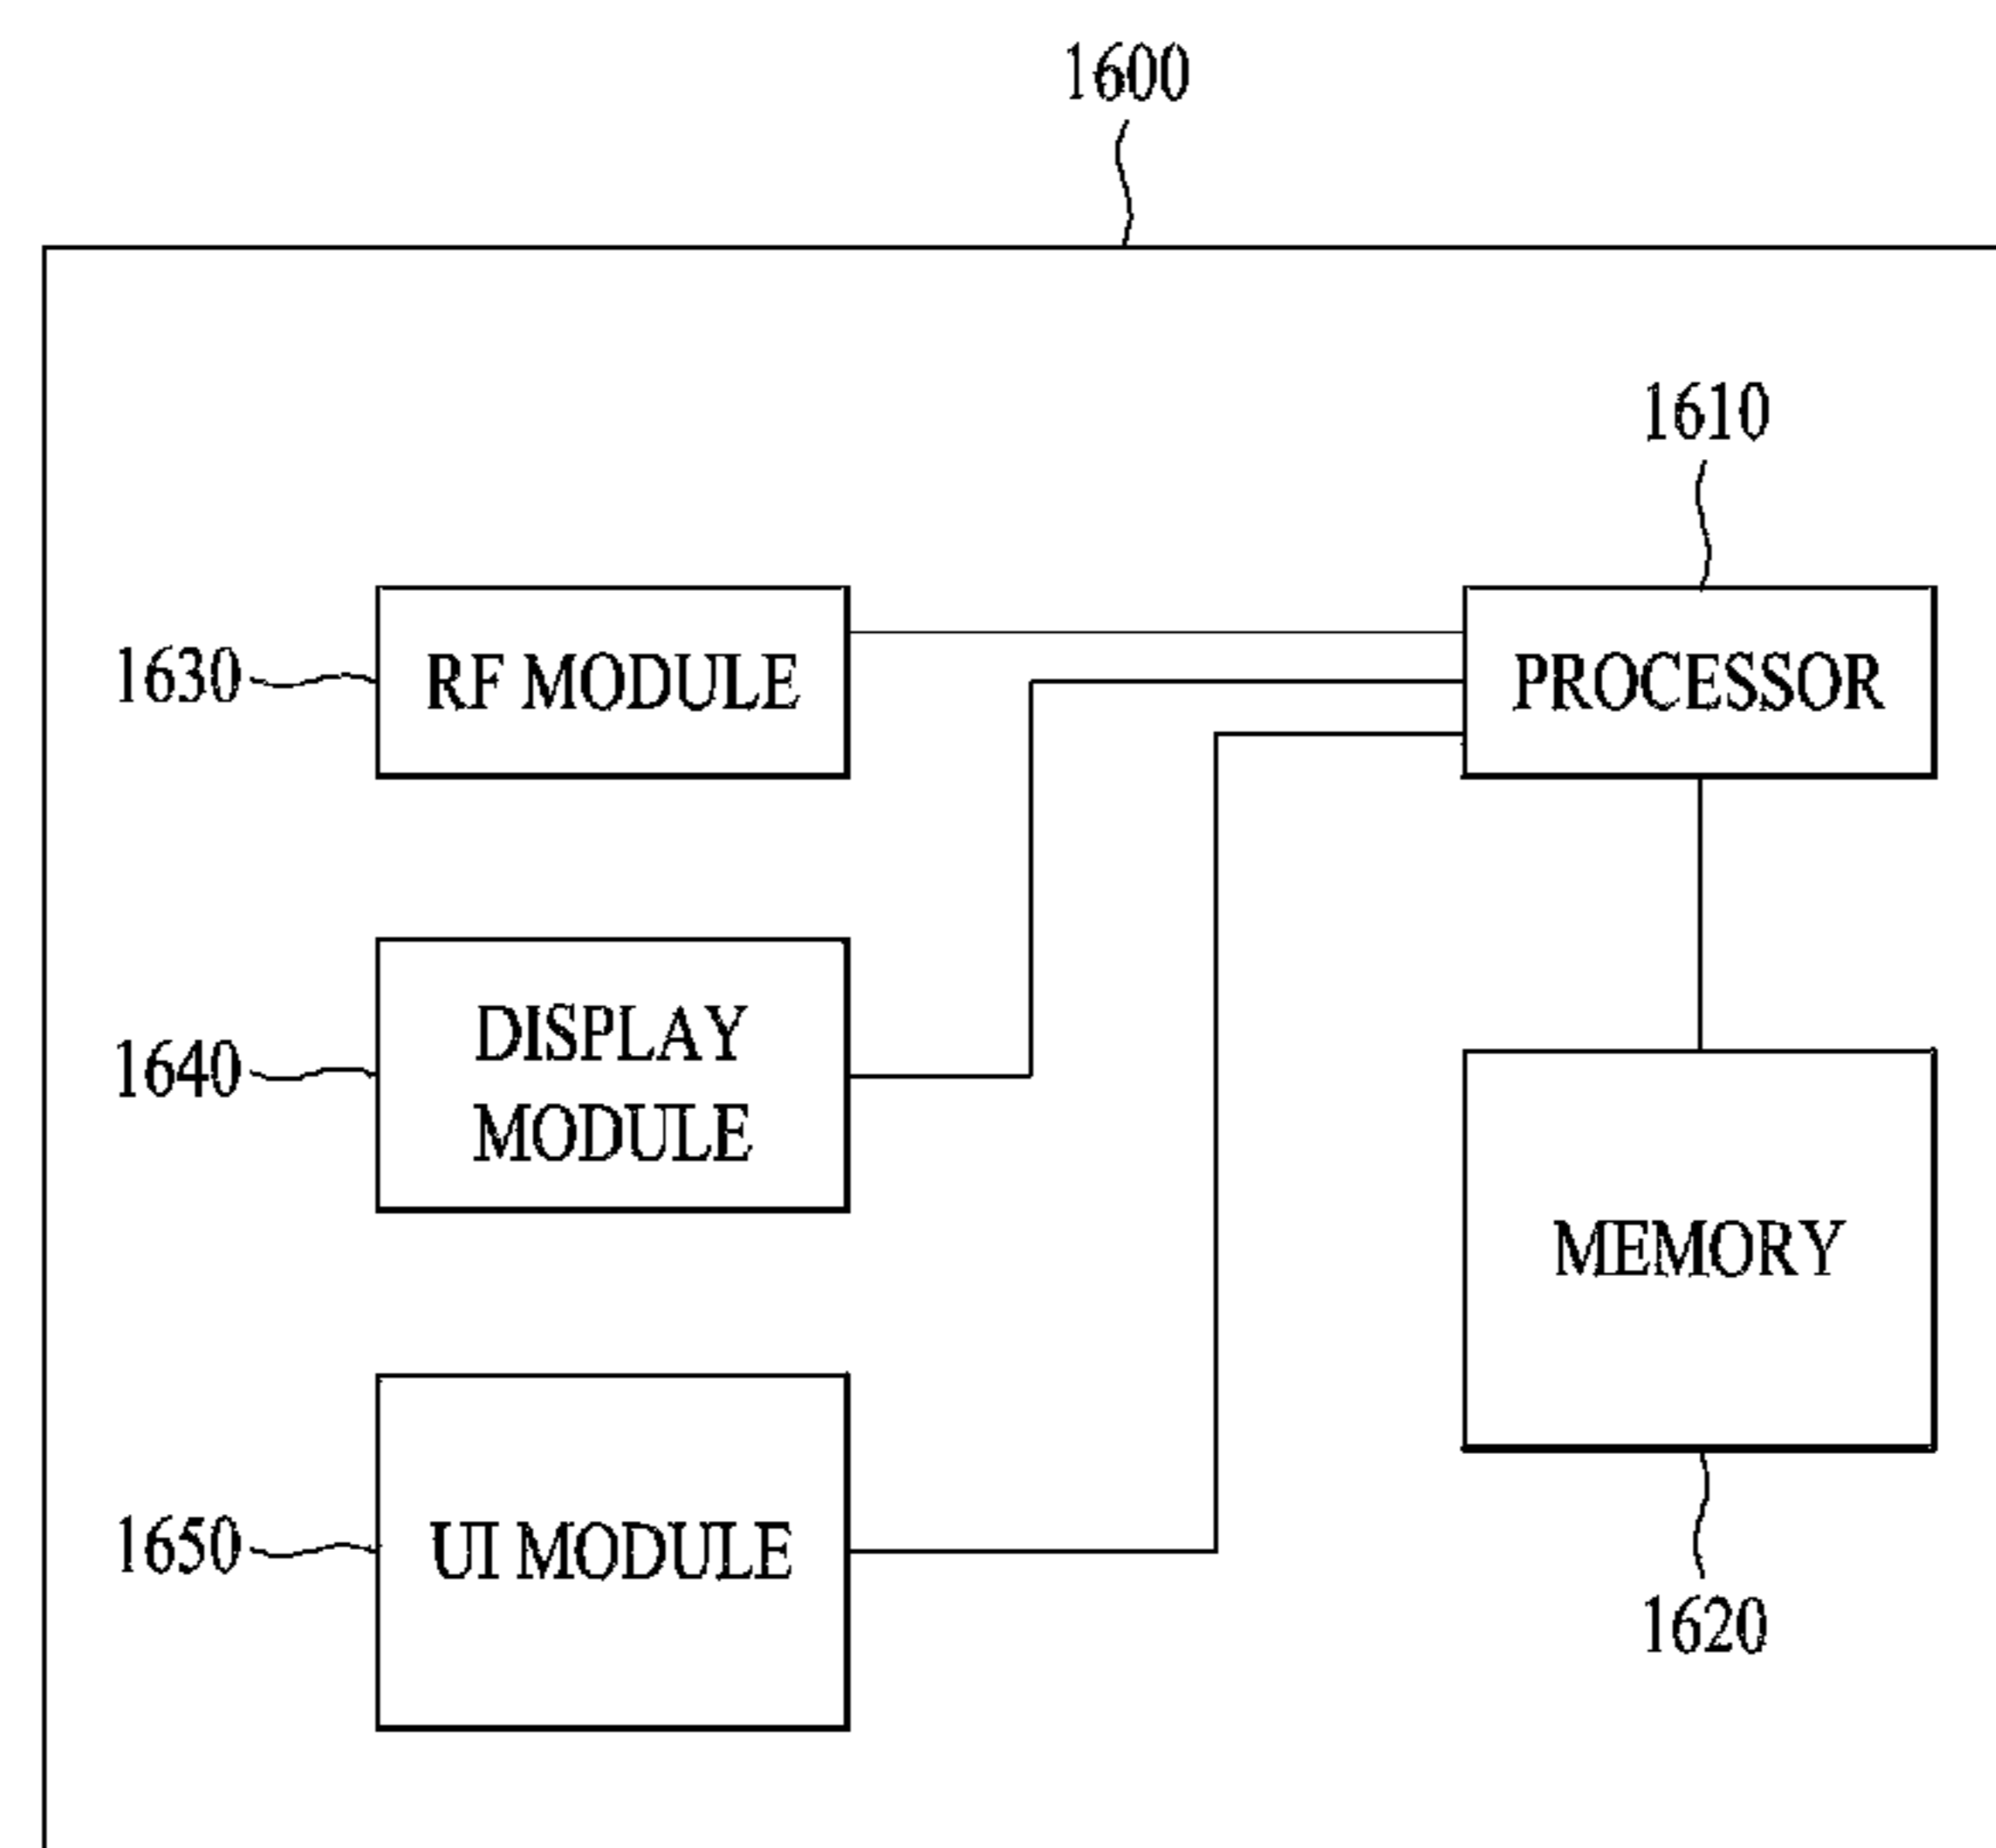 1600
1610
1630
RF MODULE
PROCESSOR
1640
DISPLAY
MODULE
MEMORY
1650
UI MODULE
1620